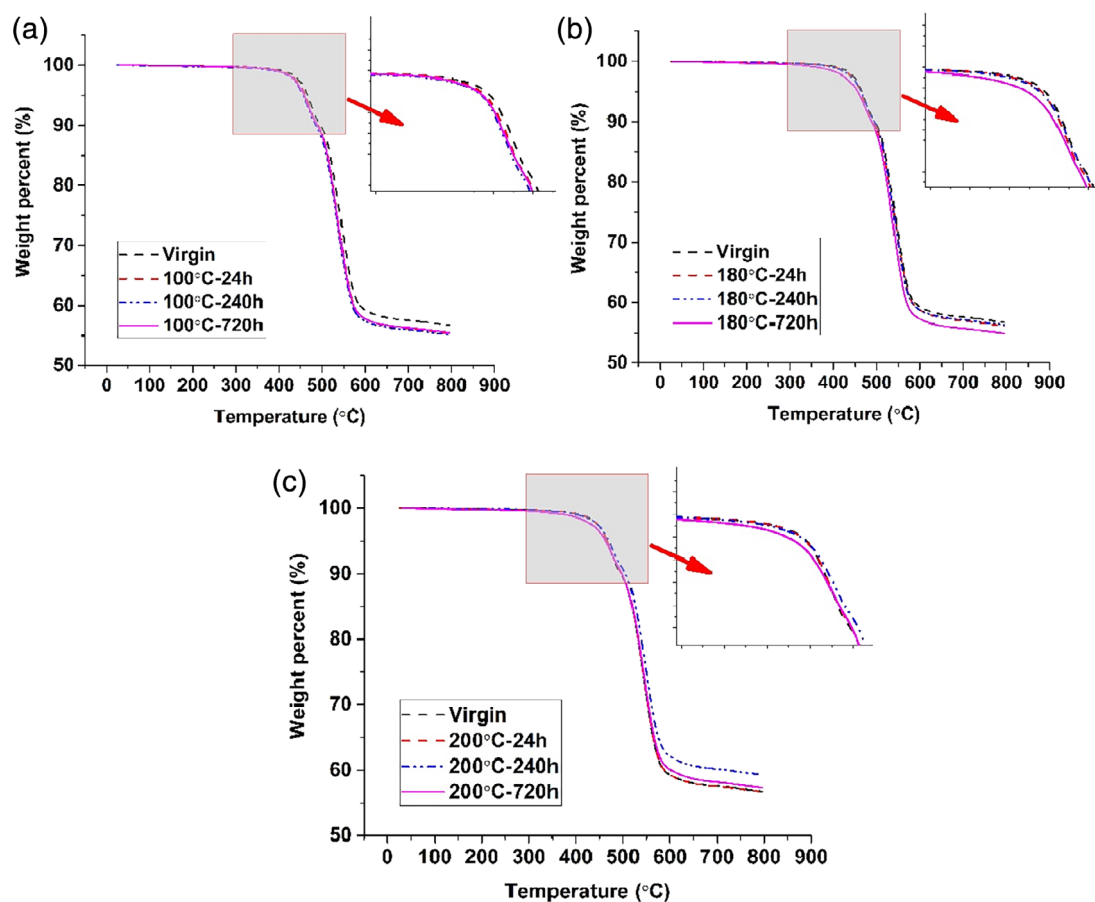 (a)
100
90
80
70
60
50
Weight percent (%)
Virgin
100°C-24h
100°C-240h
100°C-720h
0 100 200 300 400 500 600 700 800 900
Temperature (°C)
(b)
100
90
80
70
60
50
Weight percent (%)
Virgin
180°C-24h
180°C-240h
180°C-720h
0 100 200 300 400 500 600 700 800 900
Temperature (°C)
(c)
100
90
80
70
60
50
Weight percent (%)
Virgin
200°C-24h
200°C-240h
200°C-720h
0 100 200 300 400 500 600 700 800 900
Temperature (°C)